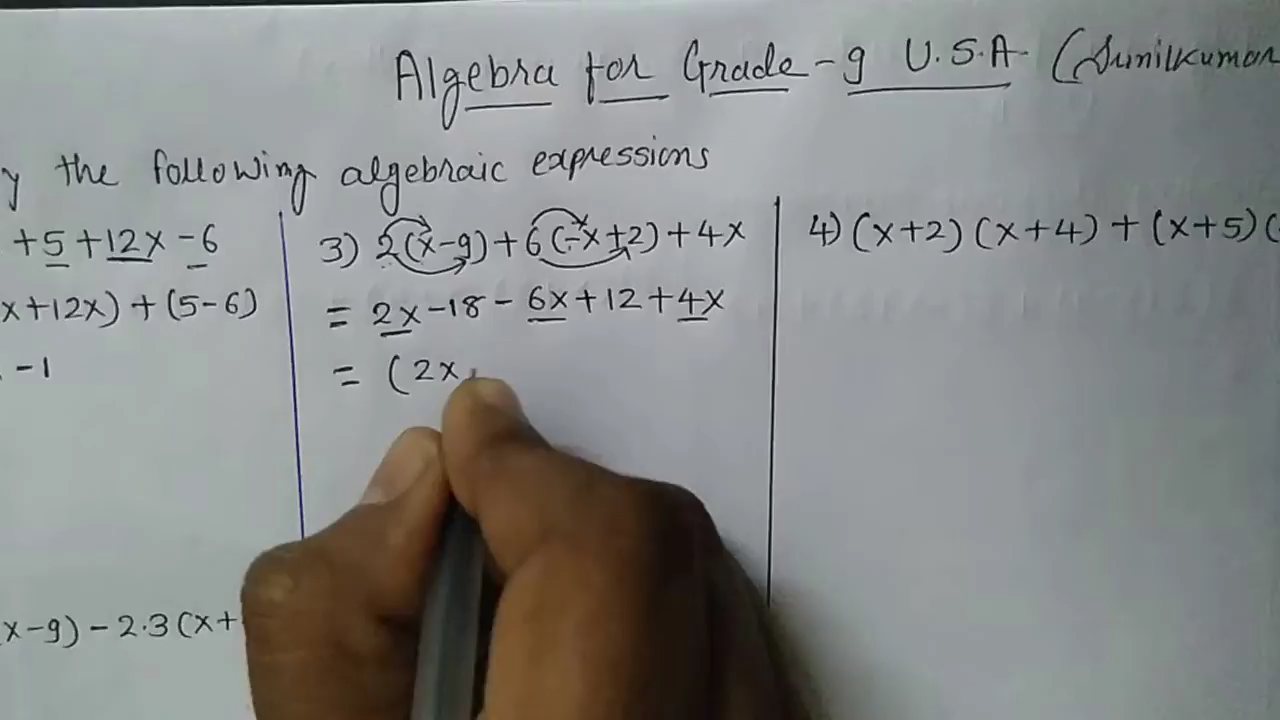 Algebra for Grade-9 U.S.A (Sunilkumar
y the following algebraic expressions
+5 +12x -6
x+12x) + (5-6)
-1
3) 2(x-9)+6(-x+2)+4x
= 2x-18-6x+12+4x
= (2x
4) (x+2)(x+4) + (x+5)(
x-9) - 2.3(x+